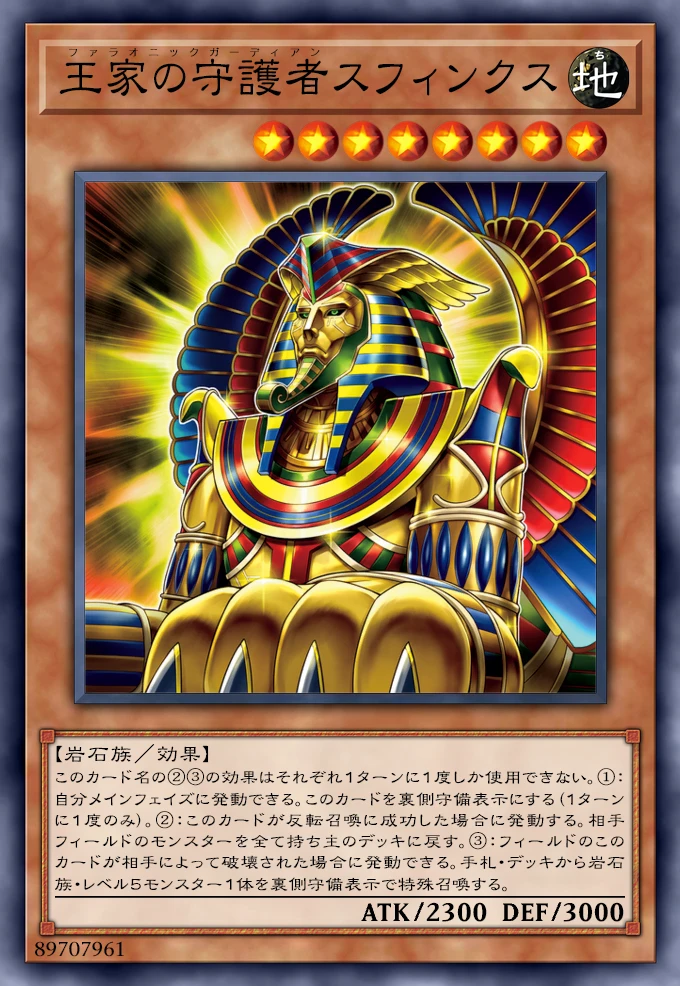 ファラオニックガーディアン
王家の守護者スフィンクス
ち
地
【岩石族／効果】
このカード名の②③の効果はそれぞれ1ターンに1度しか使用できない。①：
自分メインフェイズに発動できる。このカードを裏側守備表示にする(1ターン
に1度のみ)。②：このカードが反転召喚に成功した場合に発動する。相手
フィールドのモンスターを全て持ち主のデッキに戻す。③：フィールドのこの
カードが相手によって破壊された場合に発動できる。手札・デッキから岩石
族・レベル5モンスター1体を裏側守備表示で特殊召喚する。
ATK/2300 DEF/3000
89707961